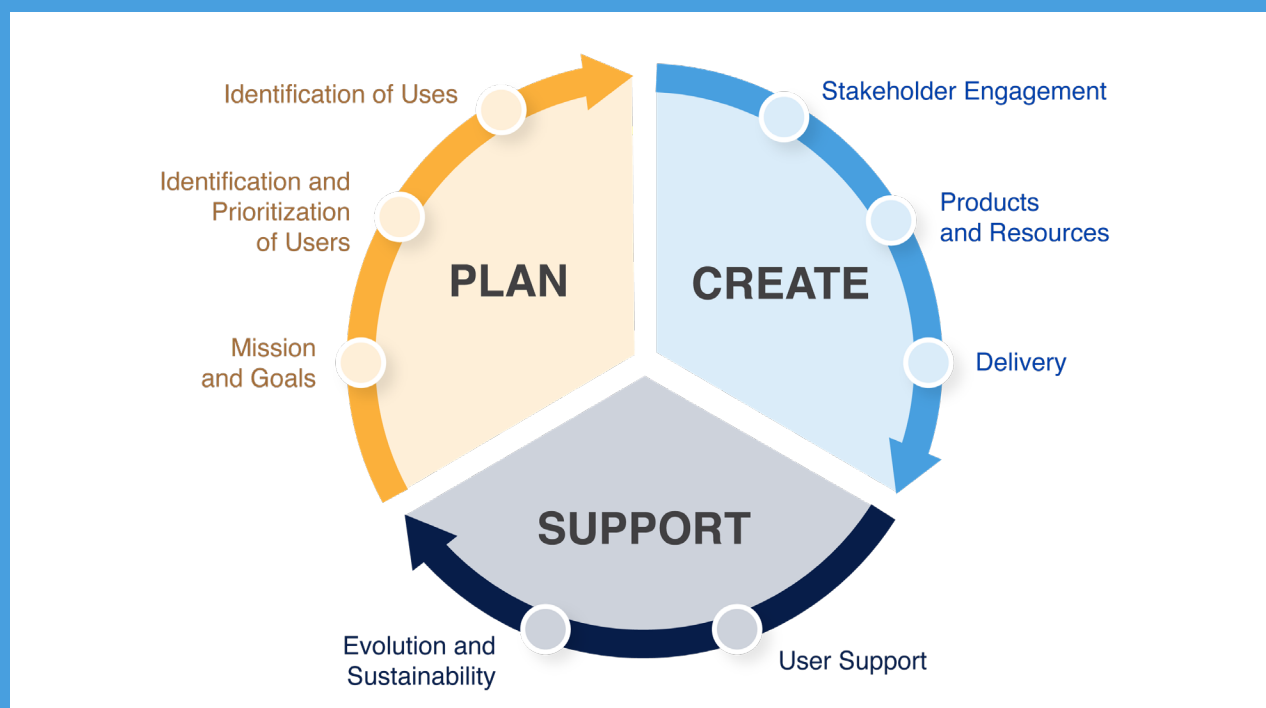 Identification of Uses
Identification and
Prioritization
of Users
Mission
and Goals
PLAN
Stakeholder Engagement
Products
and Resources
Delivery
CREATE
SUPPORT
User Support
Evolution and
Sustainability